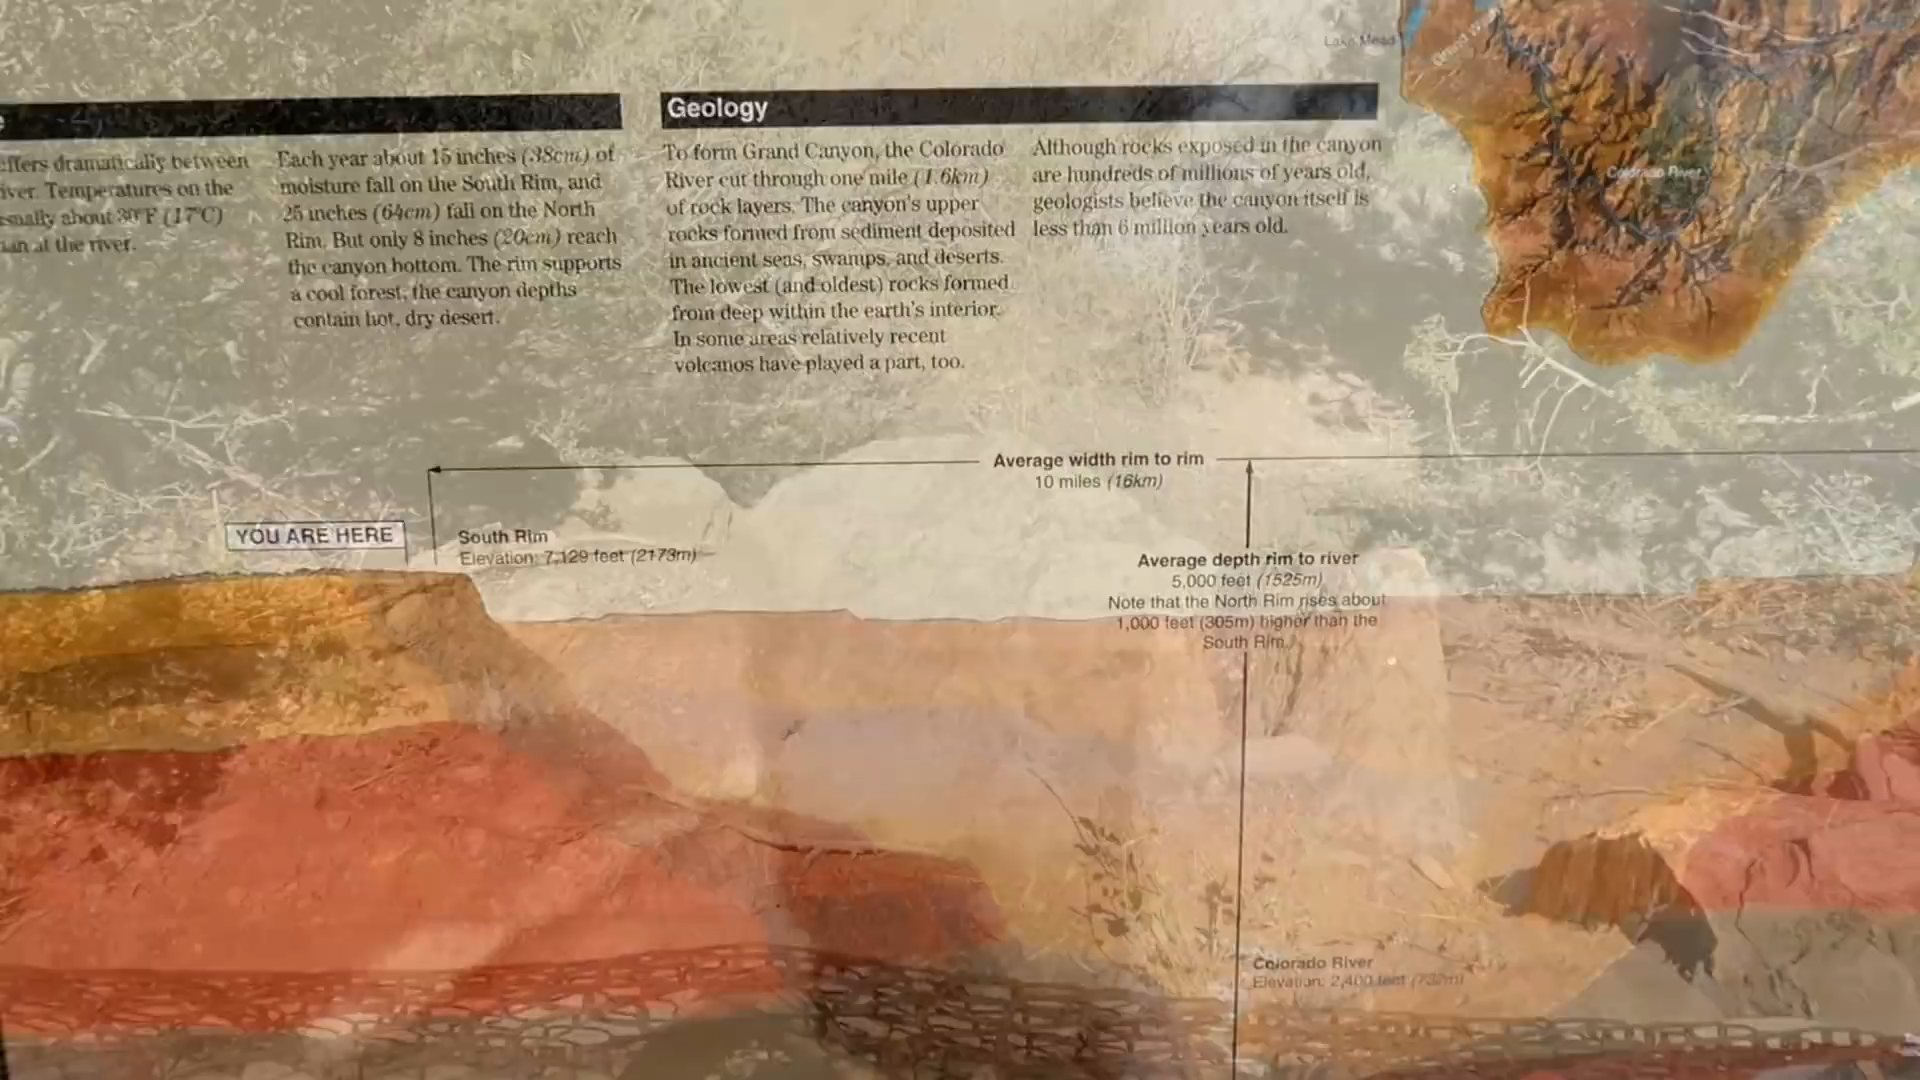 Lake Mead
Colorado River
Geology
dramatically between
Temperatures on the
about 30°F (17°C)
at the river.
Each year about 15 inches (38cm) of
moisture fall on the South Rim, and
25 inches (64cm) fall on the North
Rim. But only 8 inches (20cm) reach
the canyon bottom. The rim supports
a cool forest; the canyon depths
contain hot, dry desert.
To form Grand Canyon, the Colorado
River cut through one mile (1.6km)
of rock layers. The canyon's upper
rocks formed from sediment deposited
in ancient seas, swamps, and deserts.
The lowest (and oldest) rocks formed
from deep within the earth's interior.
In some areas relatively recent
volcanos have played a part, too.
Although rocks exposed in the canyon
are hundreds of millions of years old,
geologists believe the canyon itself is
less than 6 million years old.
Average width rim to rim
10 miles (16km)
YOU ARE HERE
South Rim
Elevation: 7,129 feet (2173m)
Average depth rim to river
5,000 feet (1525m)
Note that the North Rim rises about
1,000 feet (305m) higher than the
South Rim.
Colorado River
Elevation: 2,400 feet (732m)